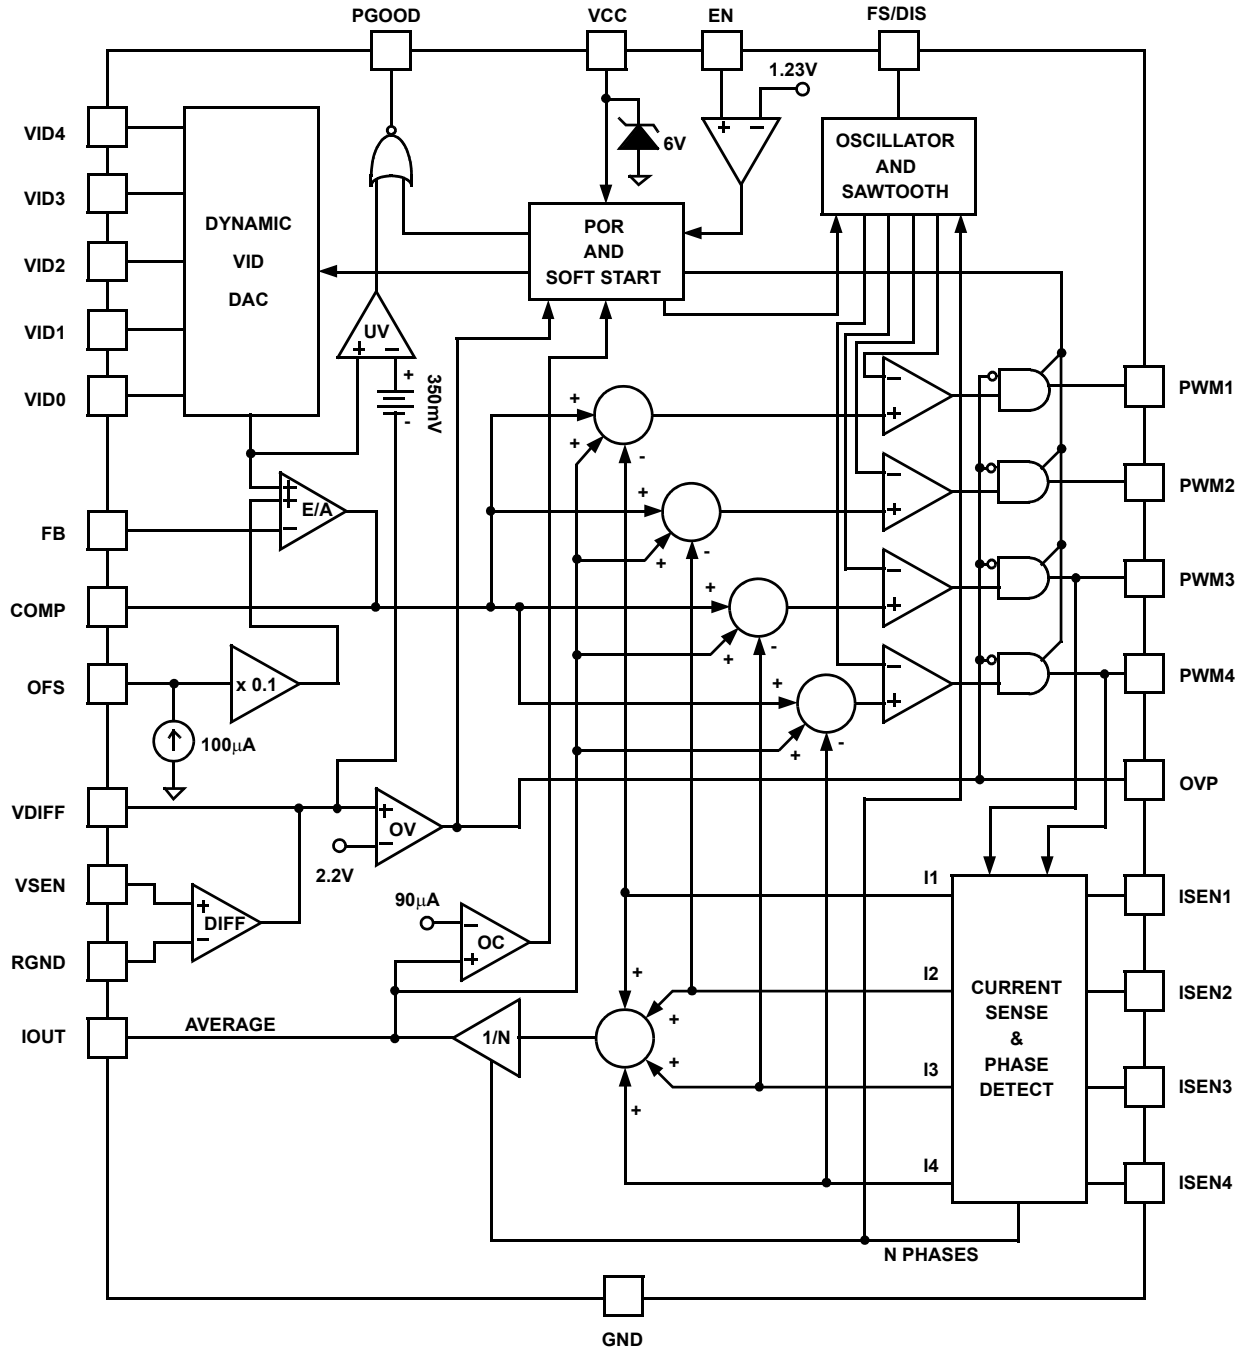 PGOOD
VCC
EN
FS/DIS
1.23V
VID4
VID3
VID2
VID1
VID0
DYNAMIC
VID
DAC
6V
+
−
OSCILLATOR
AND
SAWTOOTH
POR
AND
SOFT START
UV
+
−
+
-
350mV
PWM1
PWM2
PWM3
PWM4
+
+
-
−
+
+
+
-
−
+
+
+
-
−
+
+
+
-
−
+
FB
+
+
−
E/A
COMP
OFS
x 0.1
100μA
VDIFF
+
−
OV
2.2V
OVP
VSEN
+
−
DIFF
RGND
90μA
−
+
OC
IOUT
AVERAGE
1/N
+
+
+
+
I1
I2
I3
I4
CURRENT
SENSE
&
PHASE
DETECT
ISEN1
ISEN2
ISEN3
ISEN4
N PHASES
GND